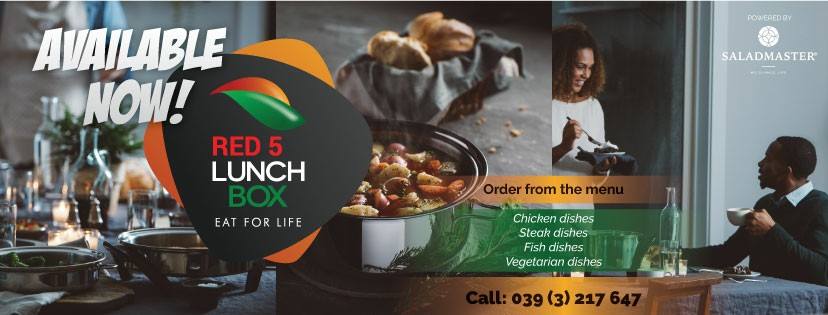 AVAILABLE
NOW!
RED 5
LUNCH
BOX
EAT FOR LIFE
POWERED BY
SALADMASTER®
Order from the menu
Chicken dishes
Steak dishes
Fish dishes
Vegetarian dishes
Call: 039 (3) 217 647